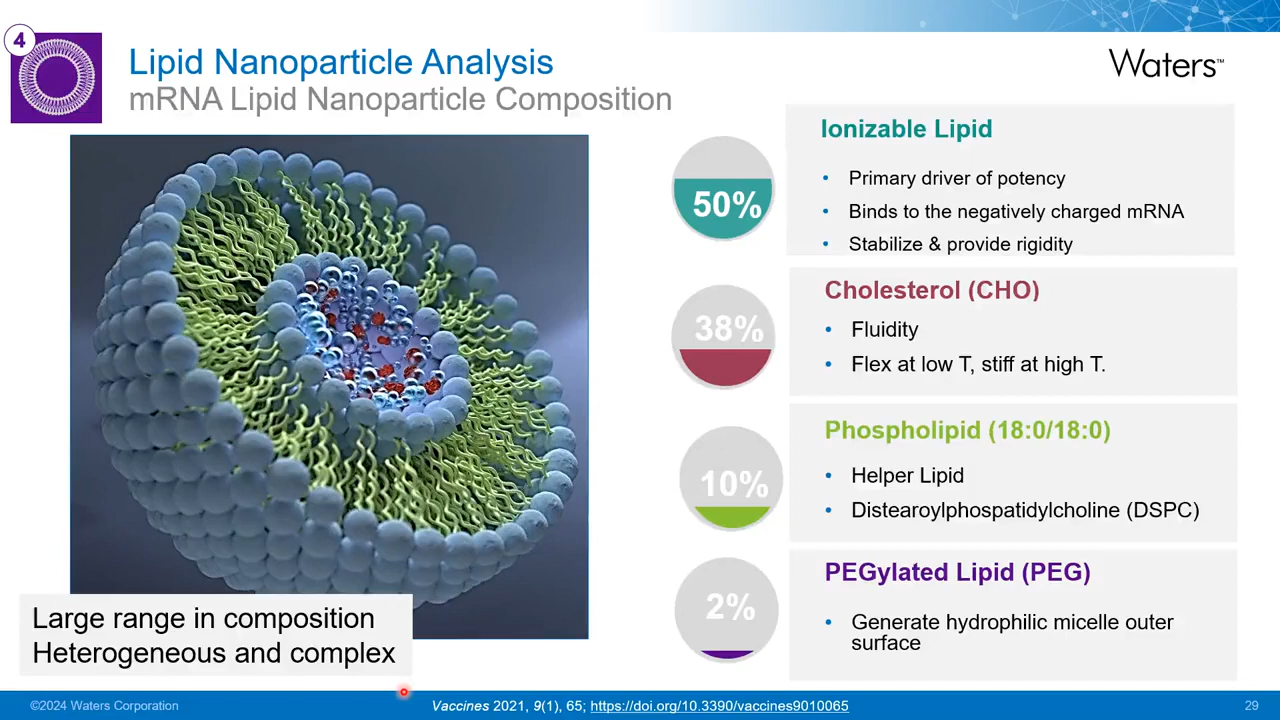 4
Lipid Nanoparticle Analysis
mRNA Lipid Nanoparticle Composition
Waters™
50%
Ionizable Lipid
• Primary driver of potency
• Binds to the negatively charged mRNA
• Stabilize & provide rigidity
38%
Cholesterol (CHO)
• Fluidity
• Flex at low T, stiff at high T.
10%
Phospholipid (18:0/18:0)
• Helper Lipid
• Distearoylphospatidylcholine (DSPC)
2%
PEGylated Lipid (PEG)
• Generate hydrophilic micelle outer
surface
Large range in composition
Heterogeneous and complex
©2024 Waters Corporation
Vaccines 2021, 9(1), 65; https://doi.org/10.3390/vaccines9010065
29